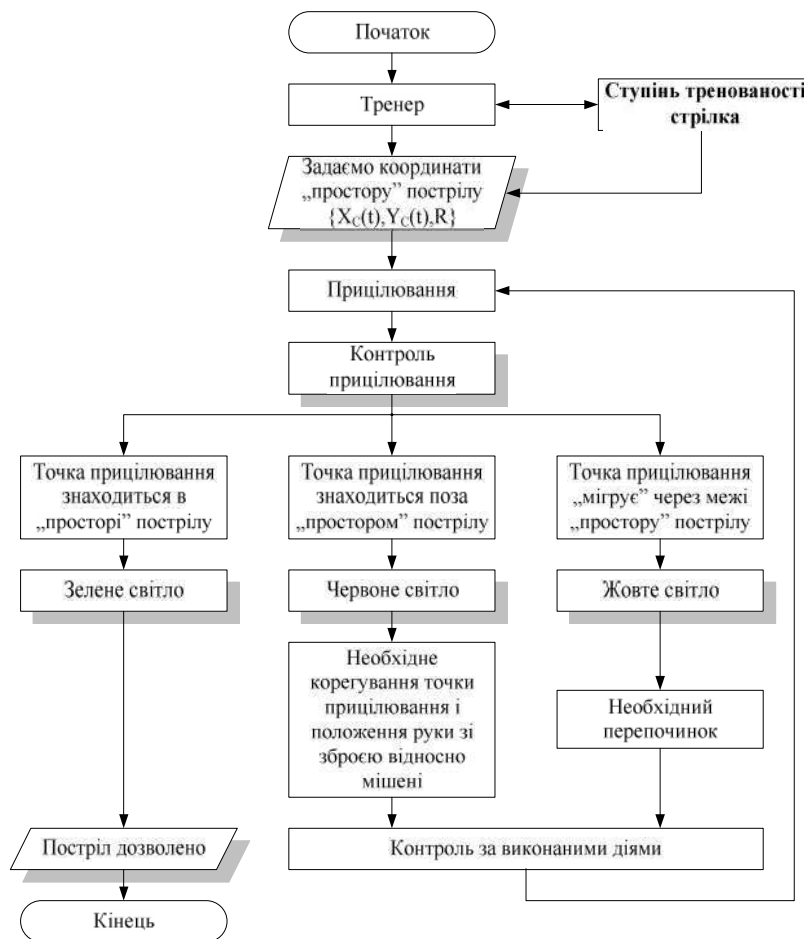 Початок
Тренер
Ступінь тренованості
стрілка
Задаємо координати
„простору” пострілу
{X_C(t),Y_C(t),R}
Прицілювання
Контроль
прицілювання
Точка прицілювання
знаходиться в
„просторі” пострілу
Точка прицілювання
знаходиться поза
„простором” пострілу
Точка прицілювання
„мігрує” через межі
„простору” пострілу
Зелене світло
Червоне світло
Жовте світло
Необхідне
корегування точки
прицілювання і
положення руки зі
зброєю відносно
мішені
Необхідний
перепочинок
Постріл дозволено
Контроль за виконаними діями
Кінець